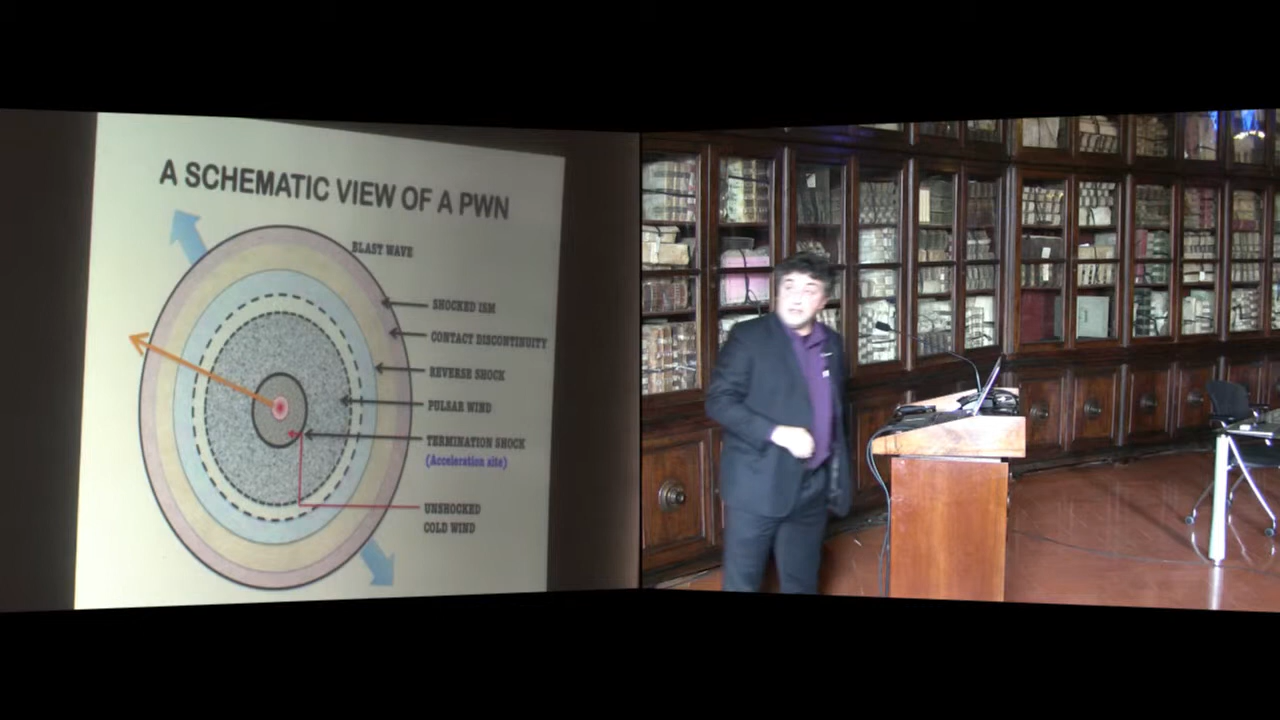 A SCHEMATIC VIEW OF A PWN
BLAST WAVE
SHOCKED ISM
CONTACT DISCONTINUITY
REVERSE SHOCK
PULSAR WIND
TERMINATION SHOCK
(Acceleration site)
UNSHOCKED
COLD WIND